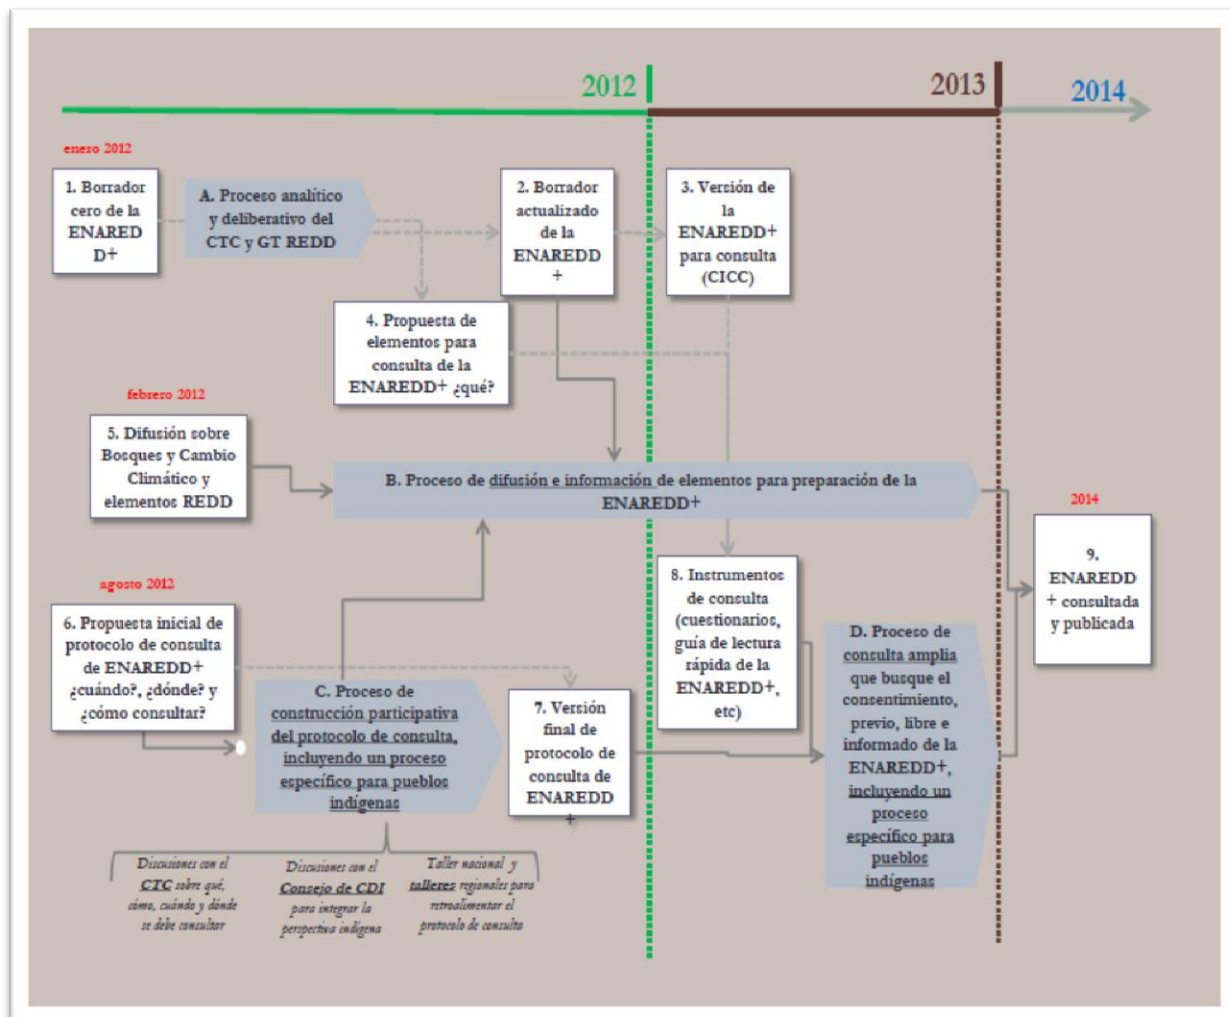 2012
2013
2014
enero 2012
1. Borrador
cero de la
ENARED
D+
A. Proceso analítico
y deliberativo del
CTC y GT REDD
2. Borrador
actualizado
de la
ENAREDD
+
3. Versión de
la
ENAREDD+
para consulta
(CICC)
4. Propuesta de
elementos para
consulta de la
ENAREDD+ ¿qué?
febrero 2012
5. Difusión sobre
Bosques y Cambio
Climático y
elementos REDD
B. Proceso de difusión e información de elementos para preparación de la
ENAREDD+
agosto 2012
6. Propuesta inicial de
protocolo de consulta
de ENAREDD+
¿cuándo?, ¿dónde? y
¿cómo consultar?
C. Proceso de
construcción participativa
del protocolo de consulta,
incluyendo un proceso
específico para pueblos
indígenas
7. Versión
final de
protocolo de
consulta de
ENAREDD
+
8. Instrumentos
de consulta
(cuestionarios,
guía de lectura
rápida de la
ENAREDD+,
etc)
D. Proceso de
consulta amplia
que busque el
consentimiento,
previo, libre e
informado de la
ENAREDD+,
incluyendo un
proceso
específico para
pueblos
indígenas
2014
9.
ENAREDD
+ consultada
y publicada
Discusiones con el
CTC sobre qué,
cómo, cuándo y dónde
se debe consultar
Discusiones con el
Consejo de CDI
para integrar la
perspectiva indígena
Taller nacional y
talleres regionales para
retroalimentar el
protocolo de consulta